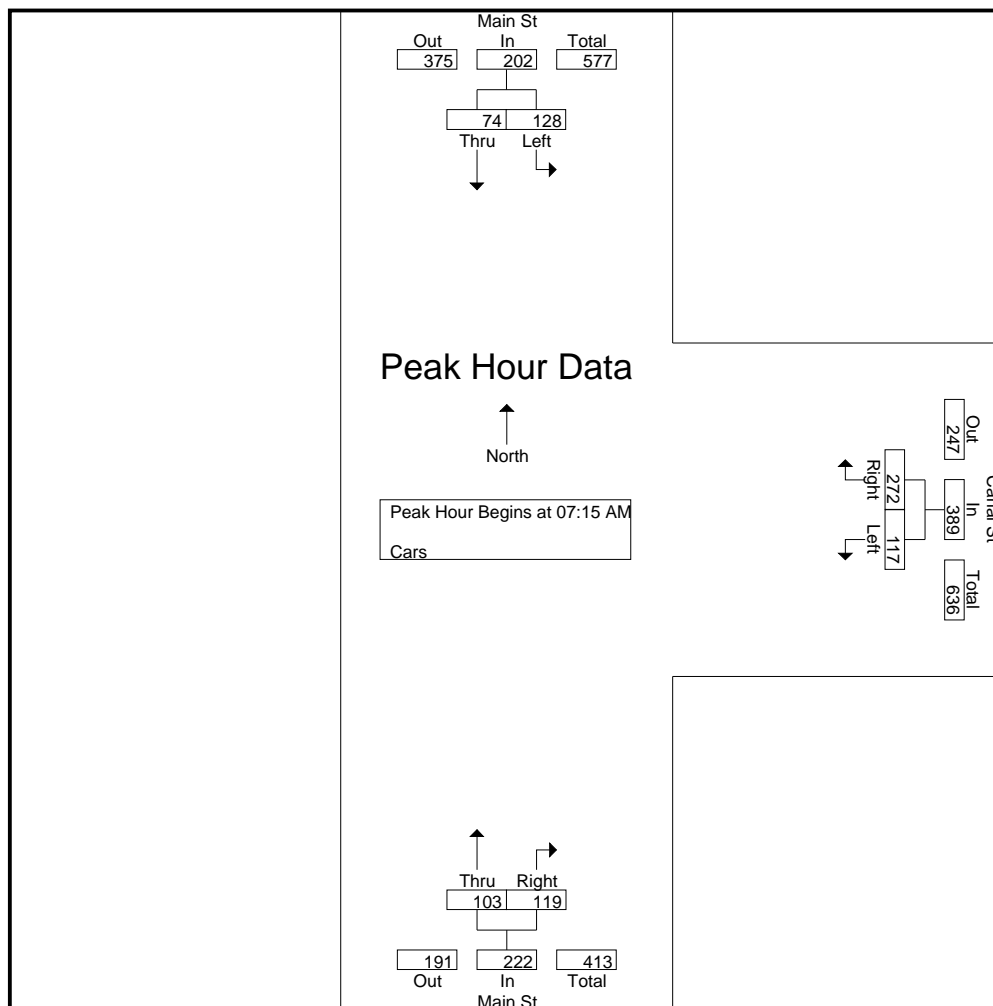 Main St
Out In Total
375 202 577
74 128
Thru Left
Peak Hour Data
North
Peak Hour Begins at 07:15 AM
Cars
Out In Total
247 389 636
272 117
Right Left
Thru Right
103 119
191 222 413
Out In Total
Main St